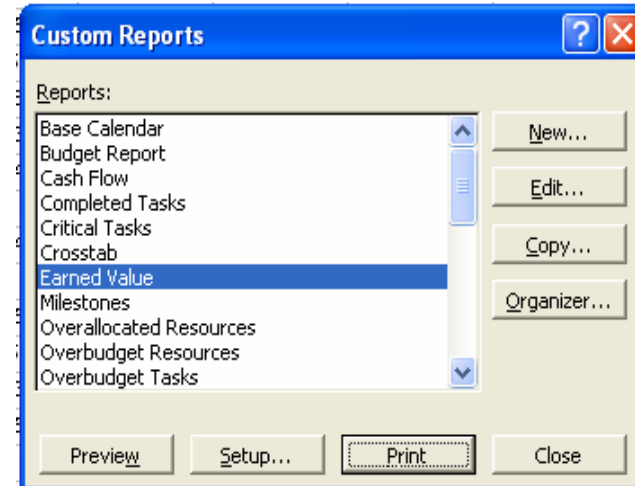 Custom Reports
Reports:
Base Calendar
Budget Report
Cash Flow
Completed Tasks
Critical Tasks
Crosstab
Earned Value
Milestones
Overallocated Resources
Overbudget Resources
Overbudget Tasks
New...
Edit...
Copy...
Organizer...
Preview
Setup...
Print
Close